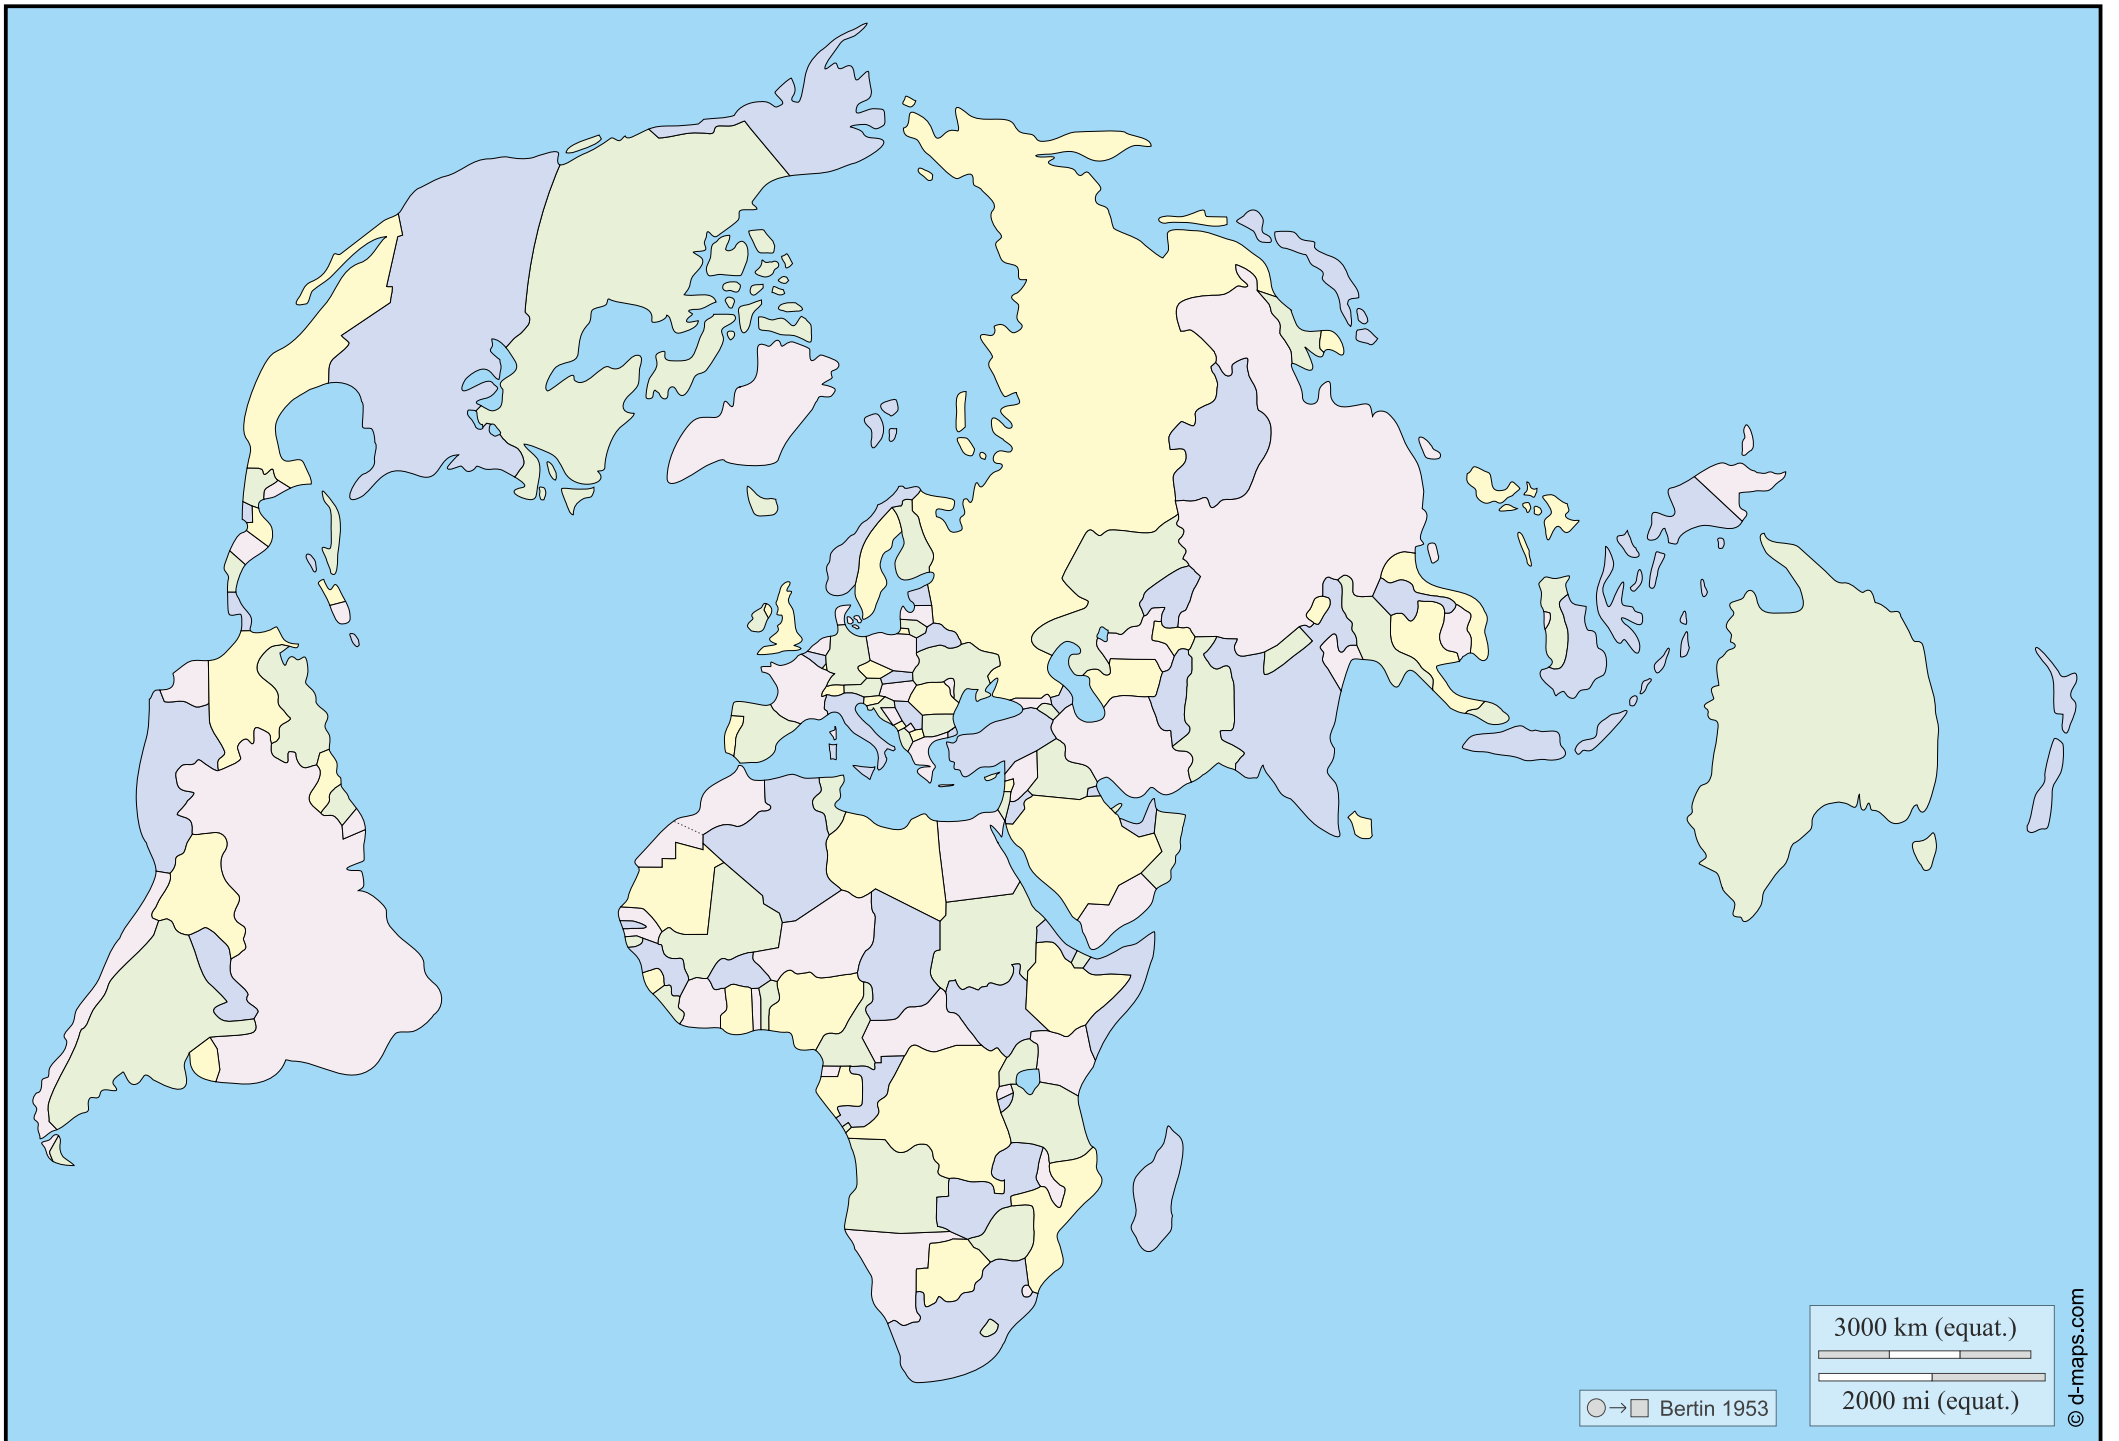 3000 km (equat.)
2000 mi (equat.)
Bertin 1953
© d-maps.com